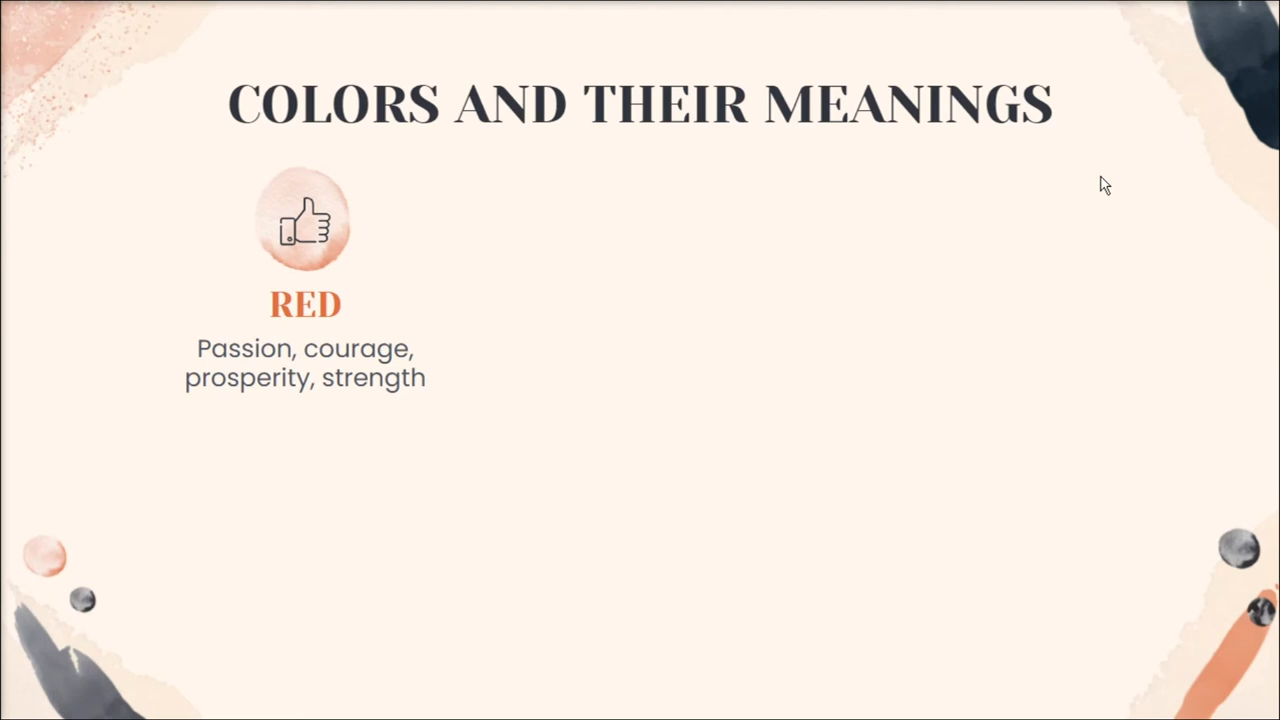 COLORS AND THEIR MEANINGS
RED
Passion, courage,
prosperity, strength